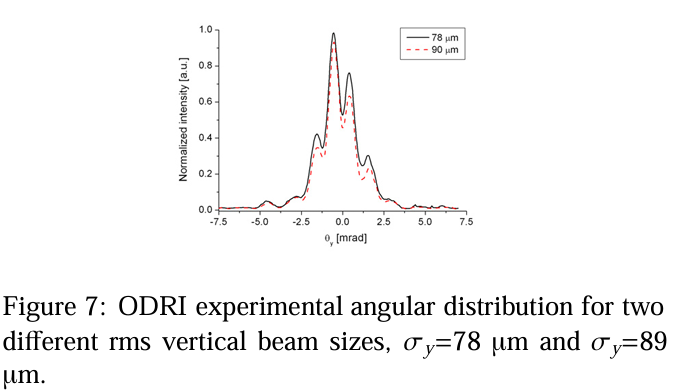 1.0
0.8
0.6
0.4
0.2
0.0
Normalized intensity [a.u.]
78 μm
90 μm
-7.5 -5.0 -2.5 0.0 2.5 5.0 7.5
θy [mrad]
Figure 7: ODRI experimental angular distribution for two
different rms vertical beam sizes, σy=78 μm and σy=89
μm.